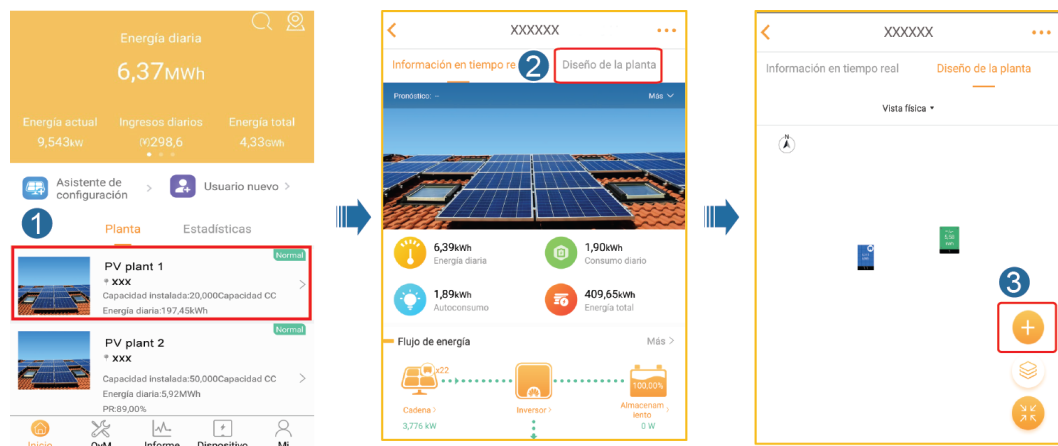 Energía diaria
6,37MWh
Energía actual
Ingresos diarios
Energía total
9,543kW
(¥)298,6
4,33GWh
Asistente de
configuración
Usuario nuevo
1
Planta
Estadísticas
Normal
PV plant 1
XXX
Capacidad instalada:20,000Capacidad CC
Energía diaria:197,45kWh
Normal
PV plant 2
XXX
Capacidad instalada:50,000Capacidad CC
Energía diaria:5,92MWh
PR:89,00%
Inicio
OyM
Informe
Dispositivo
Mi
XXXXXX
Información en tiempo re
2
Diseño de la planta
Pronóstico: –
Más
6,39kWh
Energía diaria
1,90kWh
Consumo diario
1,89kWh
Autoconsumo
409,65kWh
Energía total
Flujo de energía
Más
x22
100,00%
Cadena
Inversor
Almacenam
iento
3,776 kW
0 W
XXXXXX
Información en tiempo real
Diseño de la planta
Vista física
N
3